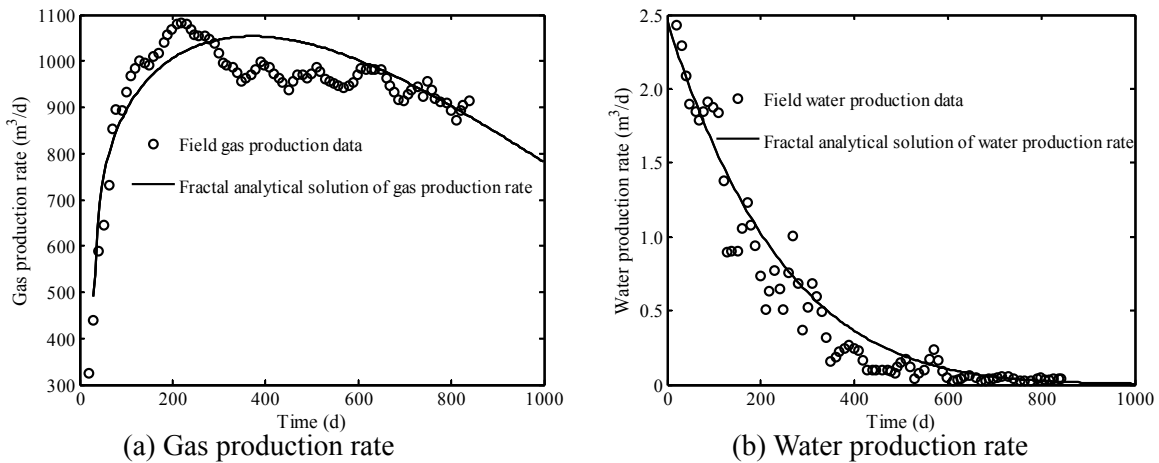 1100
1000
900
800
700
600
500
400
300
0
200
400
600
800
1000
Gas production rate (m³/d)
Time (d)
Field gas production data
Fractal analytical solution of gas production rate
(a) Gas production rate
2.5
2.0
1.5
1.0
0.5
0
0
200
400
600
800
1000
Water production rate (m³/d)
Time (d)
Field water production data
Fractal analytical solution of water production rate
(b) Water production rate